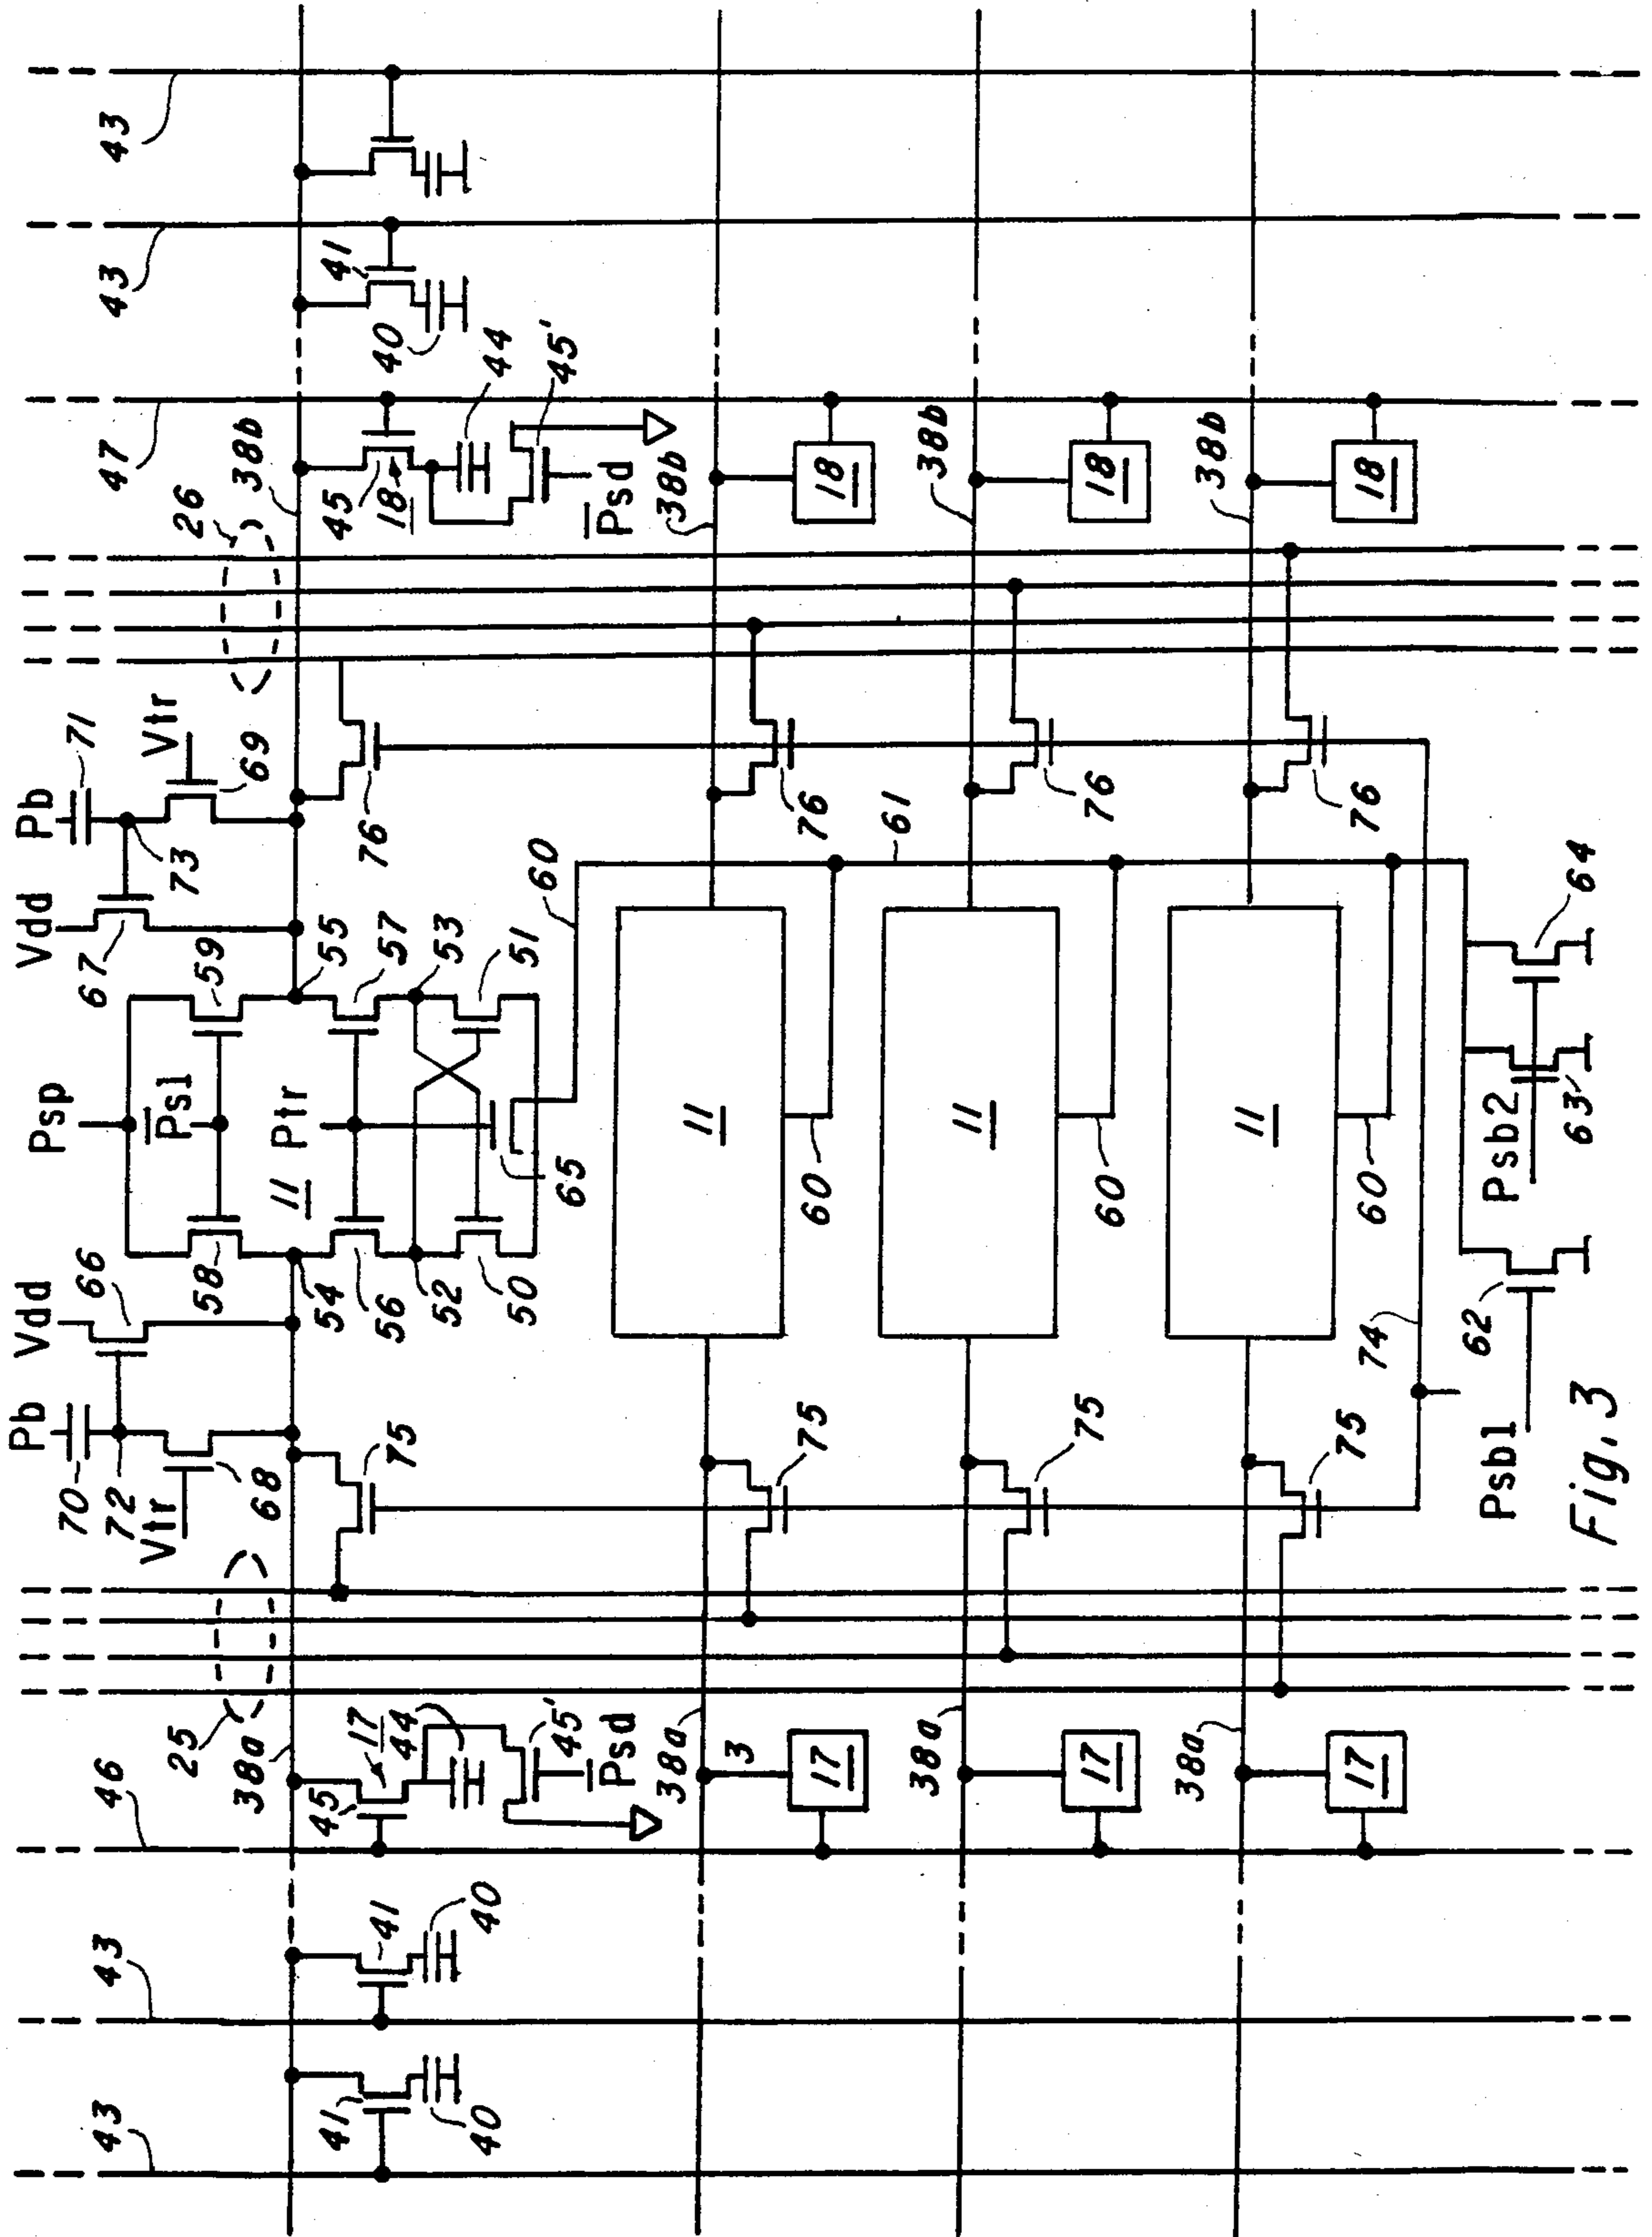 Pb Vdd Psp Vdd Pb
70 66 71
43 43 46 72 67 47 43 43
Vtr P̅sl Vtr
25 73 26
58 59
38a 68 69 38b
11 Ptr
41 45 54 55 45 41
41 17 56 57 76 18 40
44 75
52 53
40 40 50 51 44
45' 65 60 45'
P̅sd P̅sd
38a 38b
3
17 75 11 76 18
60
61
38a 38b
17 75 11 76 18
60
38a 38b
17 75 11 76 18
60
74
62 Psb2 64
Psb1 63
Fig. 3